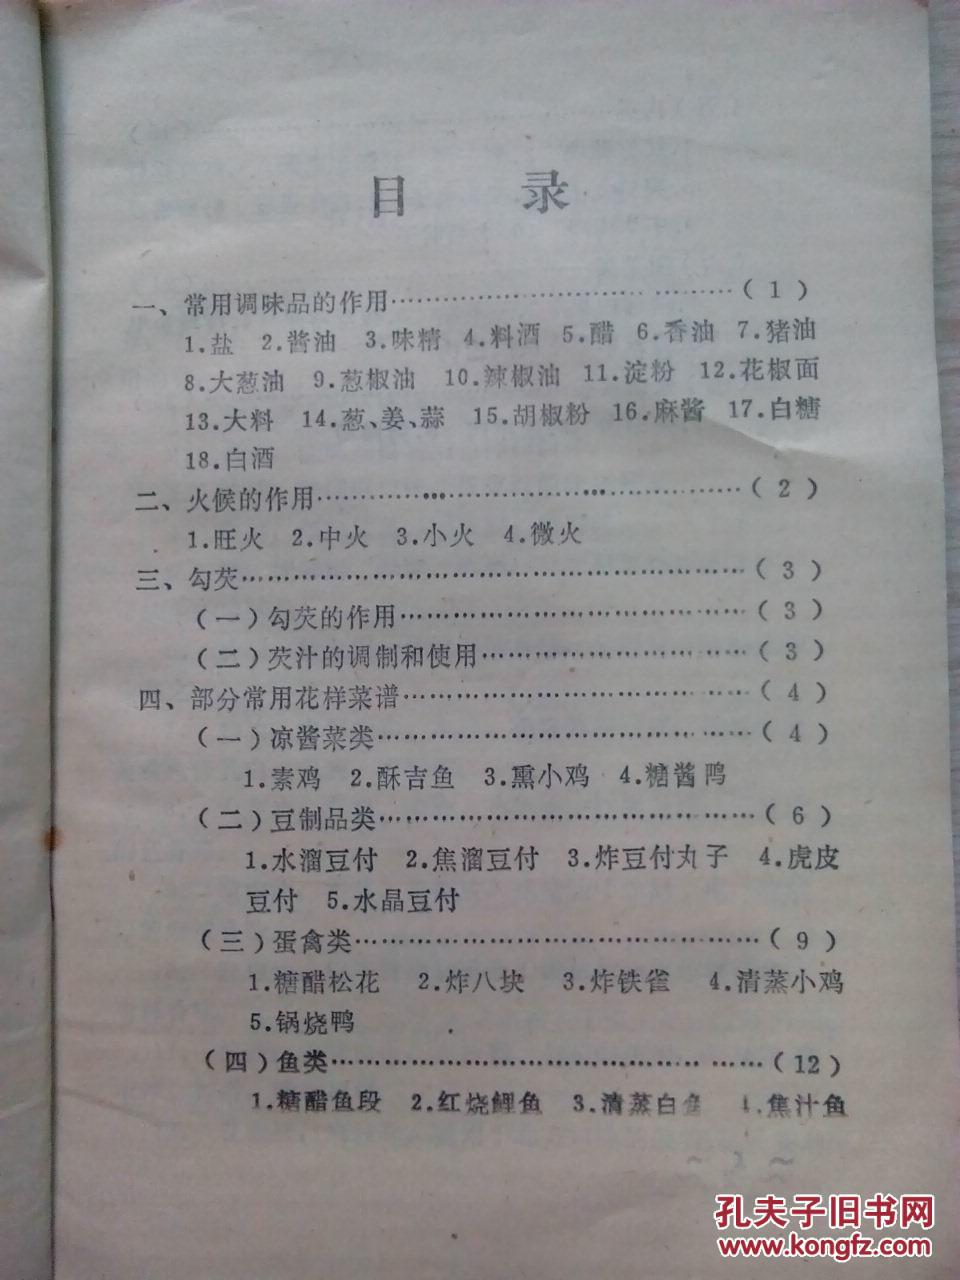 目 录
一、常用调味品的作用……………………………………(1)
1.盐 2.酱油 3.味精 4.料酒 5.醋 6.香油 7.猪油
8.大葱油 9.葱椒油 10.辣椒油 11.淀粉 12.花椒面
13.大料 14.葱、姜、蒜 15.胡椒粉 16.麻酱 17.白糖
18.白酒
二、火候的作用……………………………………………(2)
1.旺火 2.中火 3.小火 4.微火
三、勾芡……………………………………………………(3)
(一)勾芡的作用…………………………………………(3)
(二)芡汁的调制和使用…………………………………(3)
四、部分常用花样菜谱……………………………………(4)
(一)凉酱菜类……………………………………………(4)
1.素鸡 2.酥吉鱼 3.熏小鸡 4.糖酱鸭
(二)豆制品类……………………………………………(6)
1.水溜豆付 2.焦溜豆付 3.炸豆付丸子 4.虎皮
豆付 5.水晶豆付
(三)蛋禽类………………………………………………(9)
1.糖醋松花 2.炸八块 3.炸铁雀 4.清蒸小鸡
5.锅烧鸭
(四)鱼类…………………………………………………(12)
1.糖醋鱼段 2.红烧鲤鱼 3.清蒸白鱼 4.焦汁鱼
孔夫子旧书网
www.kongfz.com